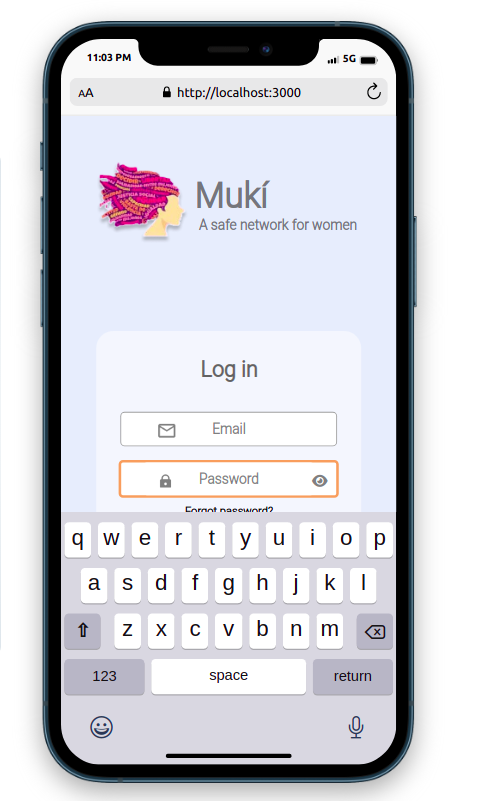 11:03 PM
5G
AA
http://localhost:3000
Mukí
A safe network for women
Log in
Email
Password
Forgot password?
q w e r t y u i o p
a s d f g h j k l
z x c v b n m
123 space return